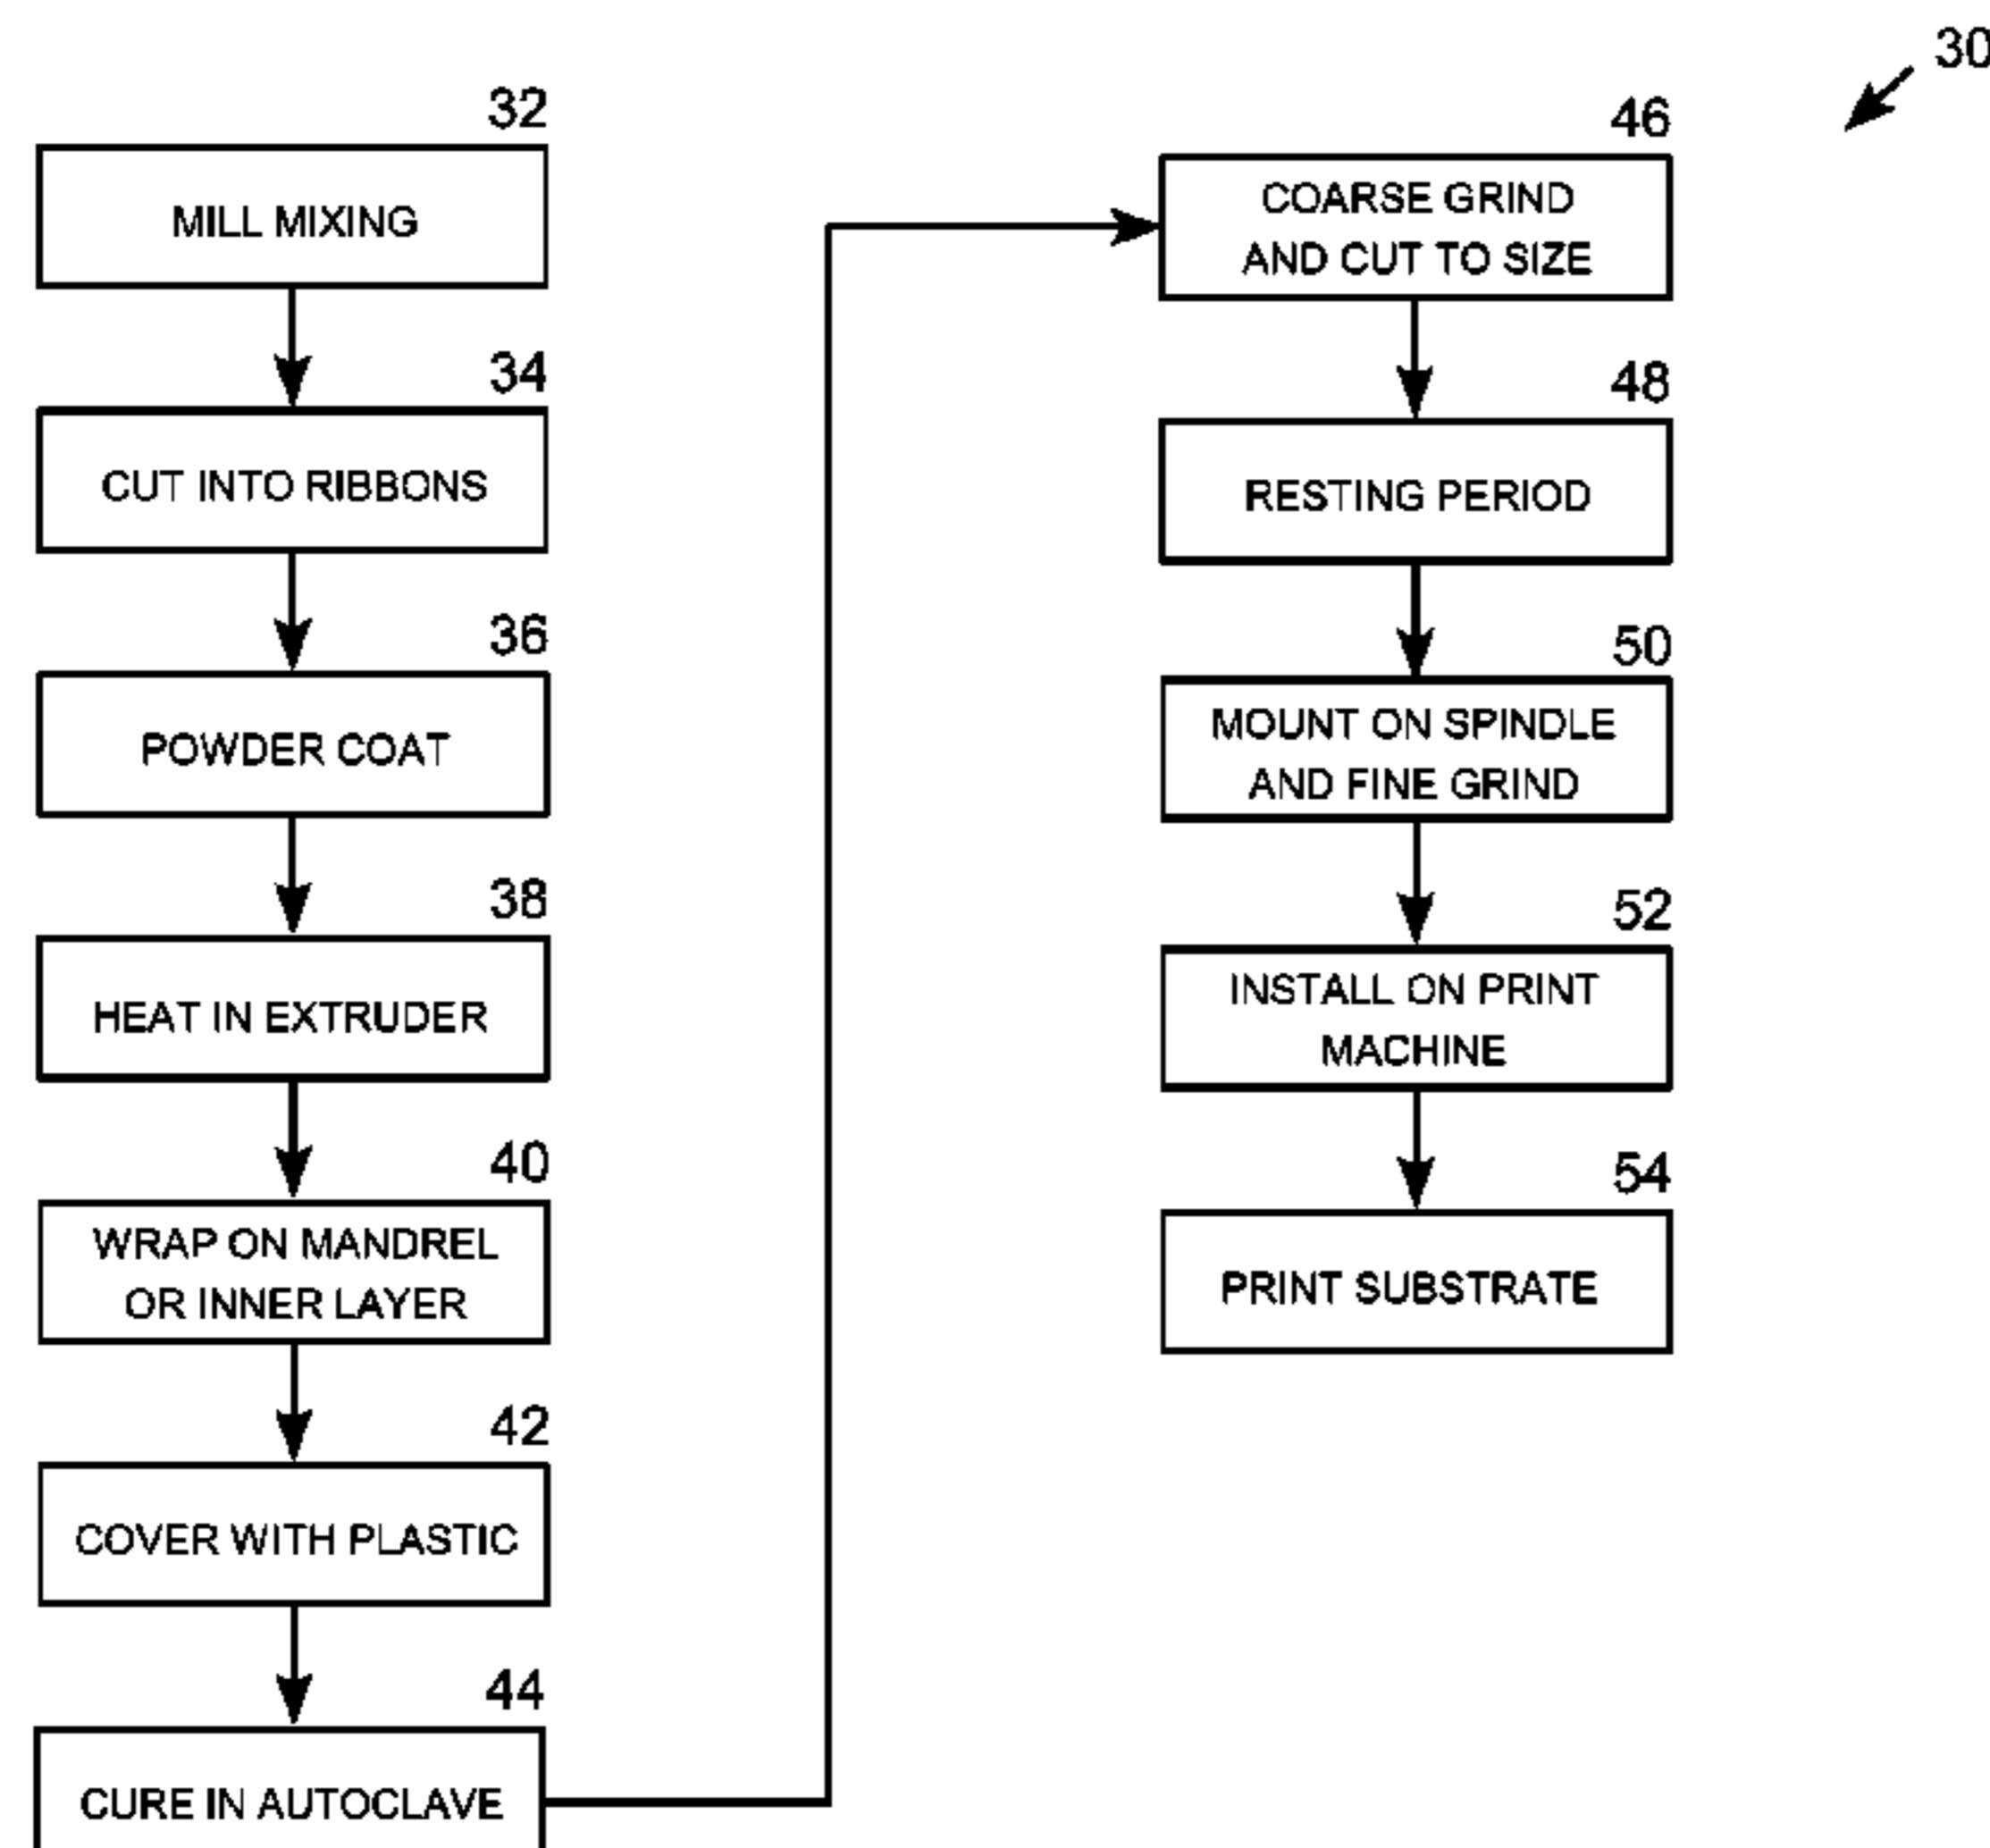 30
32
MILL MIXING
34
CUT INTO RIBBONS
36
POWDER COAT
38
HEAT IN EXTRUDER
40
WRAP ON MANDREL
OR INNER LAYER
42
COVER WITH PLASTIC
44
CURE IN AUTOCLAVE
46
COARSE GRIND
AND CUT TO SIZE
48
RESTING PERIOD
50
MOUNT ON SPINDLE
AND FINE GRIND
52
INSTALL ON PRINT
MACHINE
54
PRINT SUBSTRATE